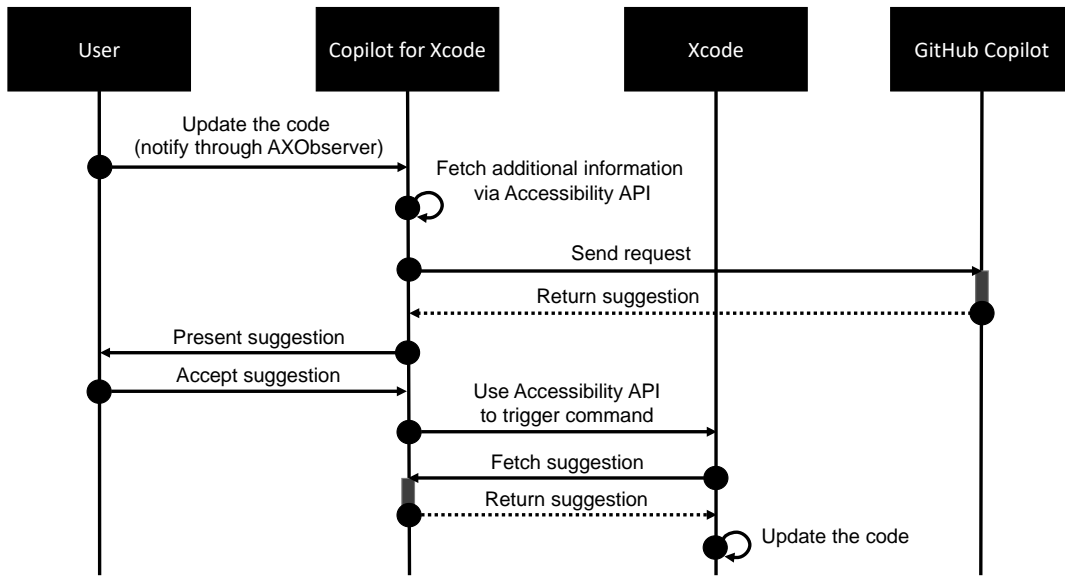 User
Copilot for Xcode
Xcode
GitHub Copilot
Update the code
(notify through AXObserver)
Fetch additional information
via Accessibility API
Send request
Return suggestion
Present suggestion
Accept suggestion
Use Accessibility API
to trigger command
Fetch suggestion
Return suggestion
Update the code